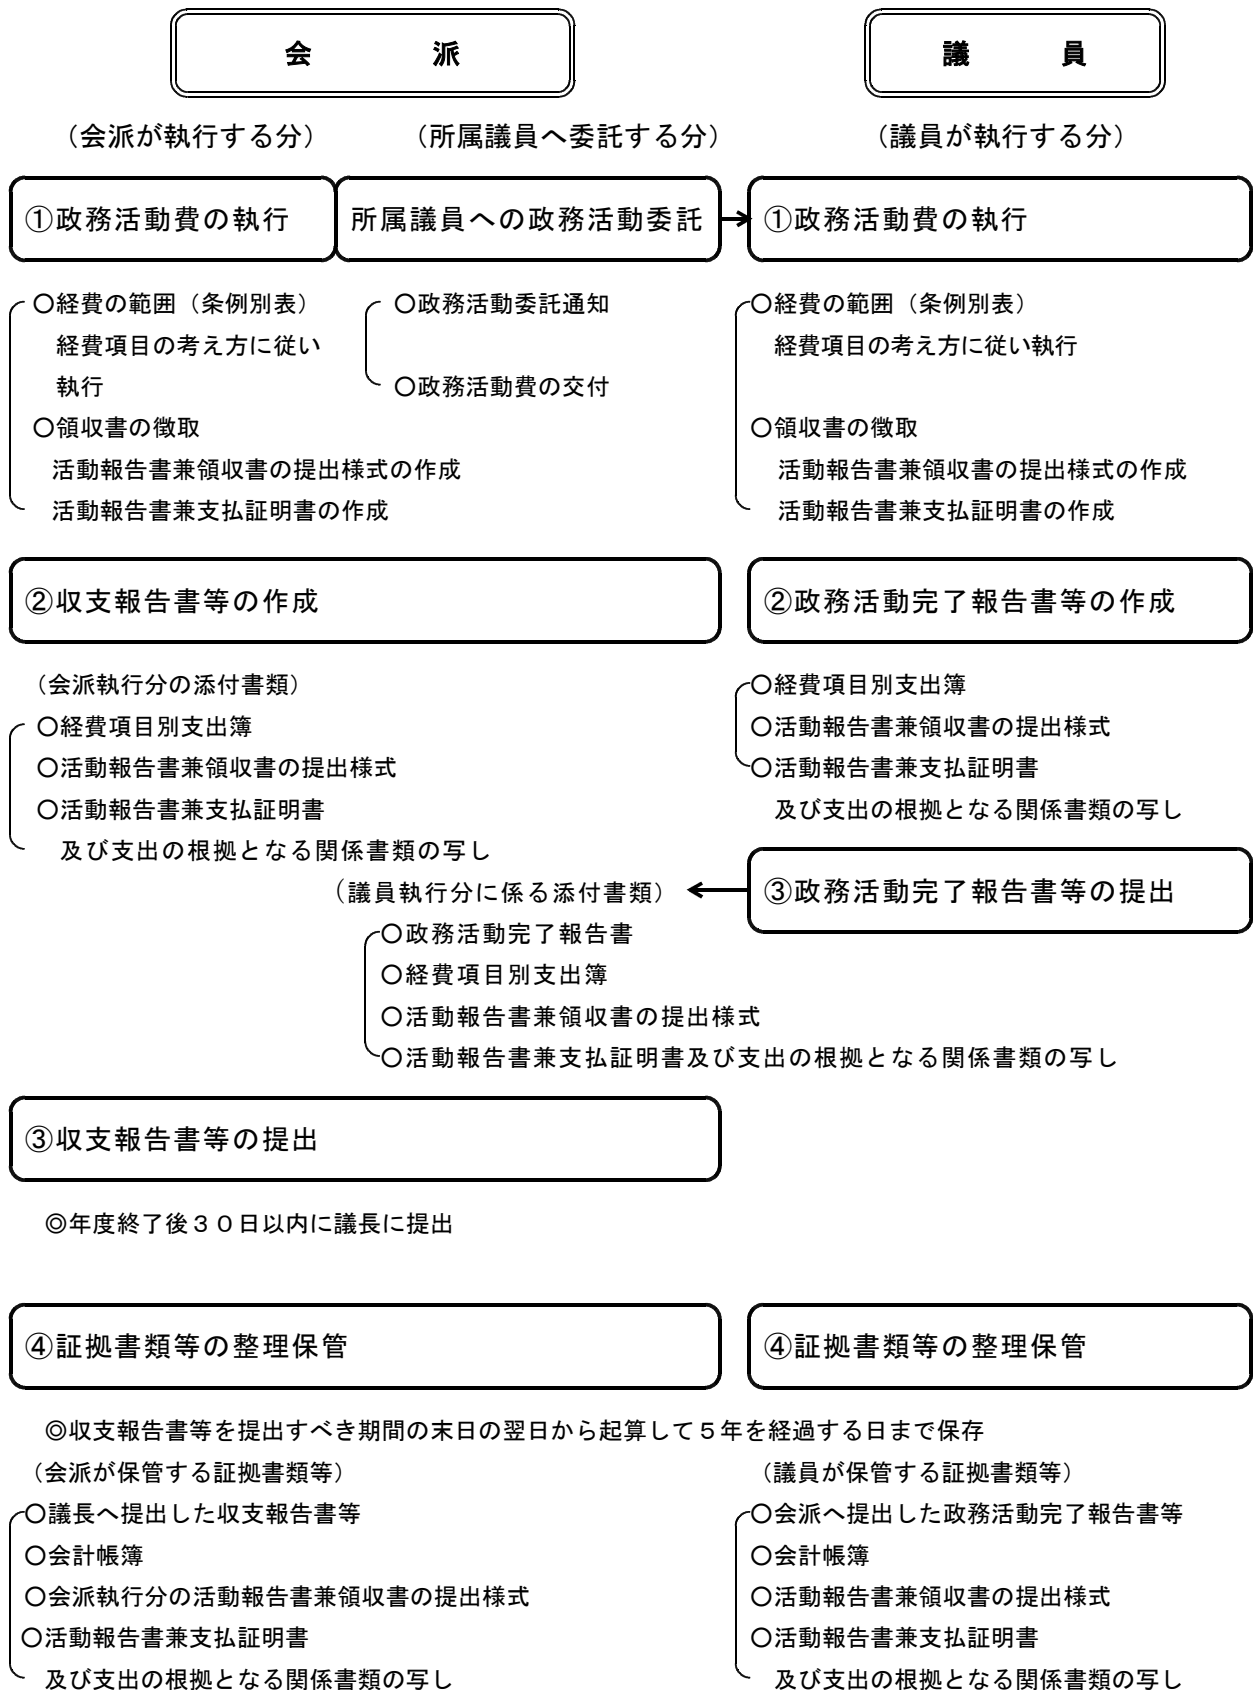 会　派
議　員
（会派が執行する分）
（所属議員へ委託する分）
（議員が執行する分）
①政務活動費の執行
所属議員への政務活動委託
①政務活動費の執行
〇経費の範囲（条例別表）
経費項目の考え方に従い
執行
〇領収書の徴取
活動報告書兼領収書の提出様式の作成
活動報告書兼支払証明書の作成
〇政務活動委託通知
〇政務活動費の交付
〇経費の範囲（条例別表）
経費項目の考え方に従い執行
〇領収書の徴取
活動報告書兼領収書の提出様式の作成
活動報告書兼支払証明書の作成
②収支報告書等の作成
②政務活動完了報告書等の作成
（会派執行分の添付書類）
〇経費項目別支出簿
〇活動報告書兼領収書の提出様式
〇活動報告書兼支払証明書
及び支出の根拠となる関係書類の写し
〇経費項目別支出簿
〇活動報告書兼領収書の提出様式
〇活動報告書兼支払証明書
及び支出の根拠となる関係書類の写し
③政務活動完了報告書等の提出
（議員執行分に係る添付書類）
〇政務活動完了報告書
〇経費項目別支出簿
〇活動報告書兼領収書の提出様式
〇活動報告書兼支払証明書及び支出の根拠となる関係書類の写し
③収支報告書等の提出
◎年度終了後３０日以内に議長に提出
④証拠書類等の整理保管
④証拠書類等の整理保管
◎収支報告書等を提出すべき期間の末日の翌日から起算して５年を経過する日まで保存
（会派が保管する証拠書類等）
〇議長へ提出した収支報告書等
〇会計帳簿
〇会派執行分の活動報告書兼領収書の提出様式
〇活動報告書兼支払証明書
及び支出の根拠となる関係書類の写し
（議員が保管する証拠書類等）
〇会派へ提出した政務活動完了報告書等
〇会計帳簿
〇活動報告書兼領収書の提出様式
〇活動報告書兼支払証明書
及び支出の根拠となる関係書類の写し